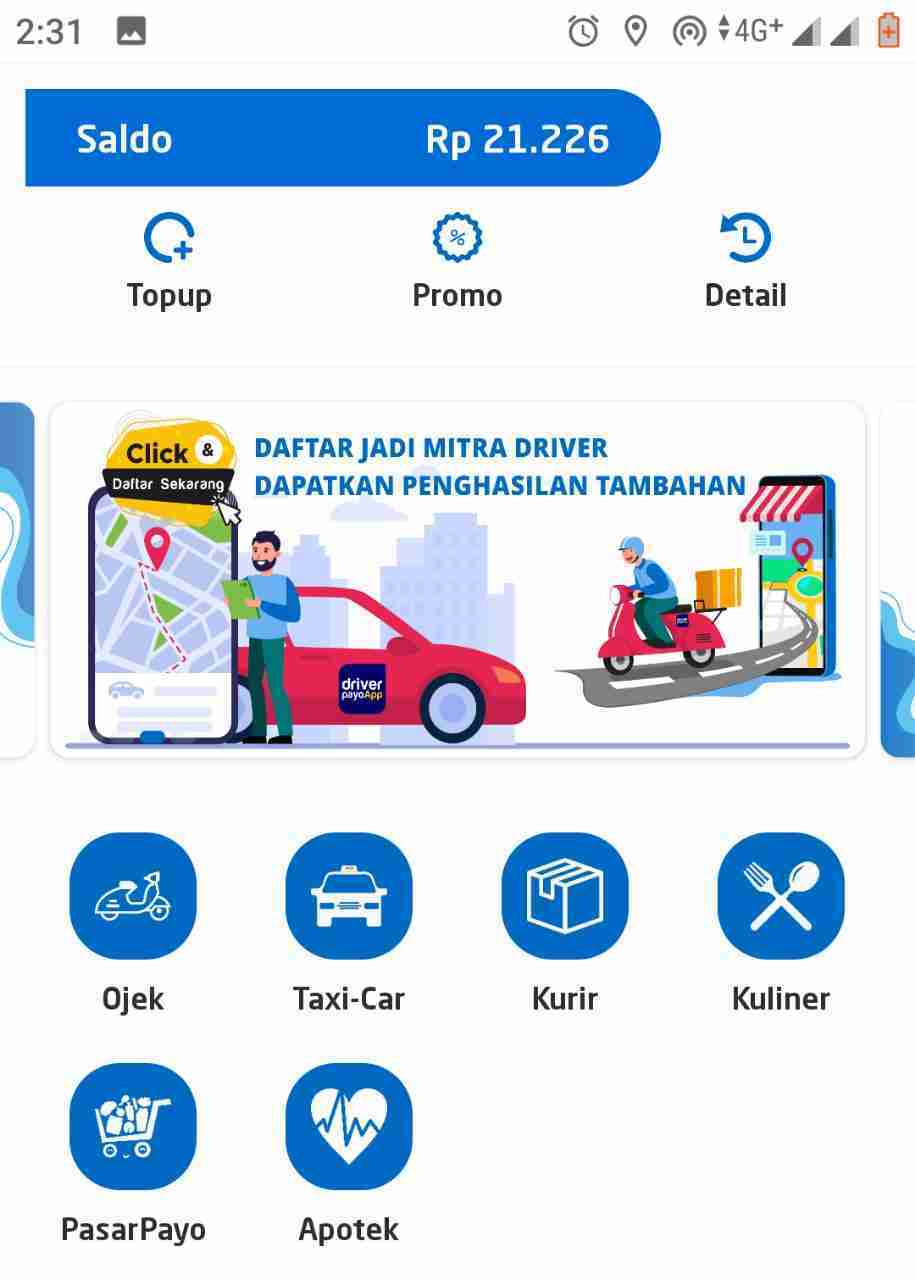 2:31
4G+
Saldo Rp 21.226
Topup Promo Detail
Click &
Daftar Sekarang
DAFTAR JADI MITRA DRIVER
DAPATKAN PENGHASILAN TAMBAHAN
driver
payoApp
Ojek Taxi-Car Kurir Kuliner
PasarPayo Apotek